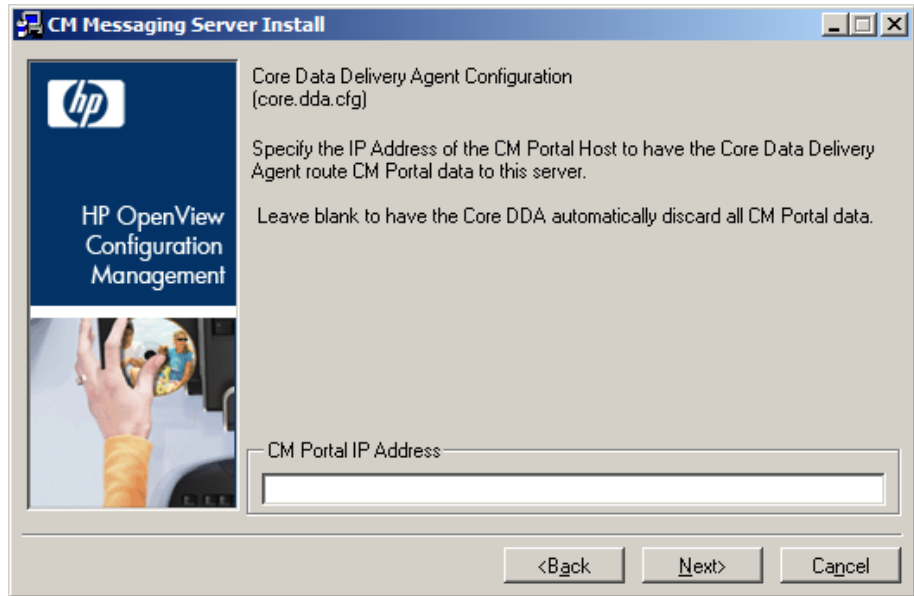 CM Messaging Server Install
hp
HP OpenView
Configuration
Management
Core Data Delivery Agent Configuration
(core.dda.cfg)
Specify the IP Address of the CM Portal Host to have the Core Data Delivery
Agent route CM Portal data to this server.
Leave blank to have the Core DDA automatically discard all CM Portal data.
CM Portal IP Address
<Back
Next>
Cancel